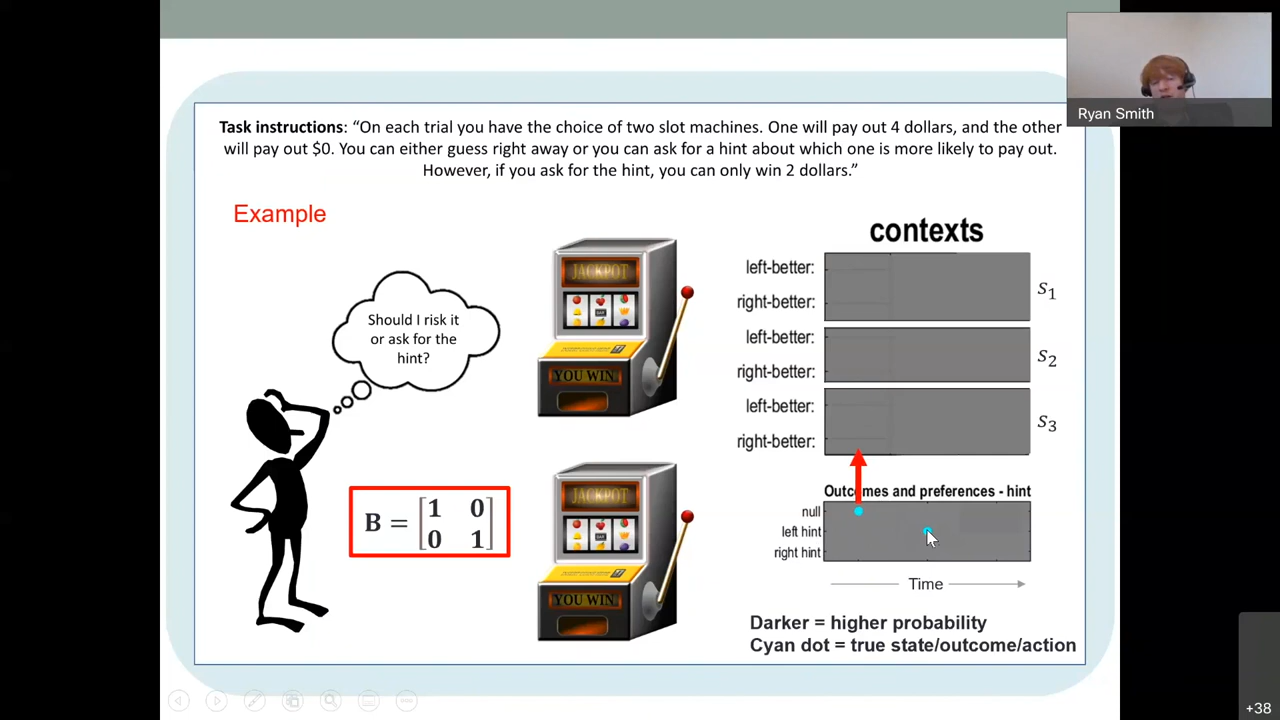 Ryan Smith
Task instructions: “On each trial you have the choice of two slot machines. One will pay out 4 dollars, and the other
will pay out $0. You can either guess right away or you can ask for a hint about which one is more likely to pay out.
However, if you ask for the hint, you can only win 2 dollars.”
Example
Should I risk it
or ask for the
hint?
JACKPOT
YOU WIN
B = [1 0
0 1]
JACKPOT
YOU WIN
contexts
left-better:
right-better:
s₁
left-better:
right-better:
s₂
left-better:
right-better:
s₃
Outcomes and preferences - hint
null
left hint
right hint
Time
Darker = higher probability
Cyan dot = true state/outcome/action
+38